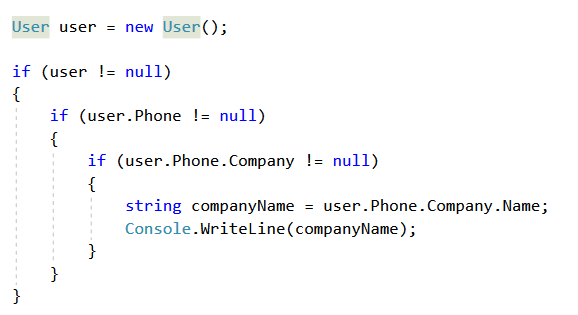 User user = new User();
if (user != null)
{
if (user.Phone != null)
{
if (user.Phone.Company != null)
{
string companyName = user.Phone.Company.Name;
Console.WriteLine(companyName);
}
}
}